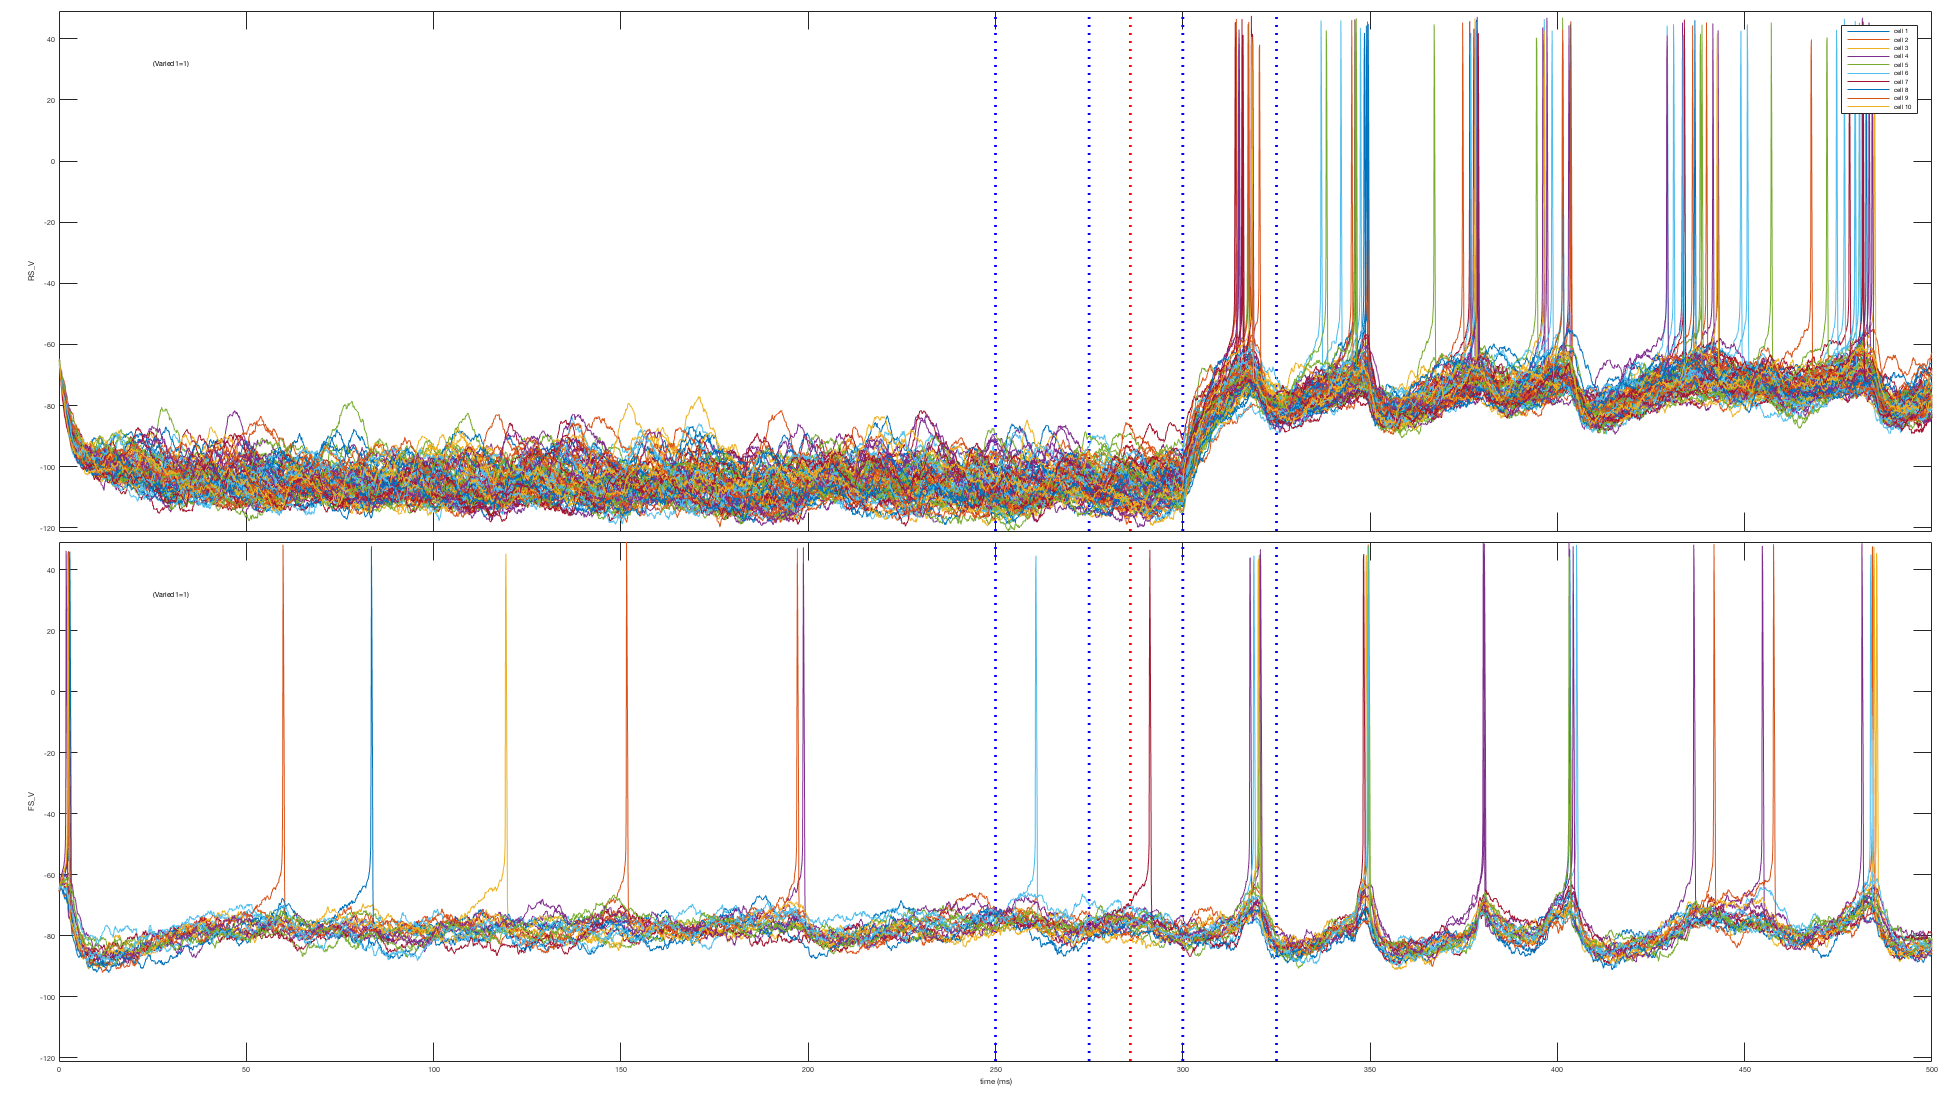 40
20
0
-20
-40
-60
-80
-100
-120
RS_V
(Varied1=1)
cell 1
cell 2
cell 3
cell 4
cell 5
cell 6
cell 7
cell 8
cell 9
cell 10
40
20
0
-20
-40
-60
-80
-100
-120
FS_V
(Varied1=1)
0 50 100 150 200 250 300 350 400 450 500
time (ms)